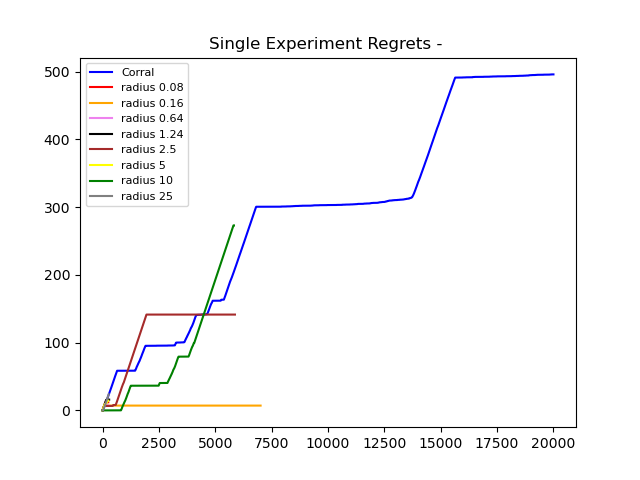 Single Experiment Regrets -
500
400
300
200
100
0
Corral
radius 0.08
radius 0.16
radius 0.64
radius 1.24
radius 2.5
radius 5
radius 10
radius 25
0 2500 5000 7500 10000 12500 15000 17500 20000